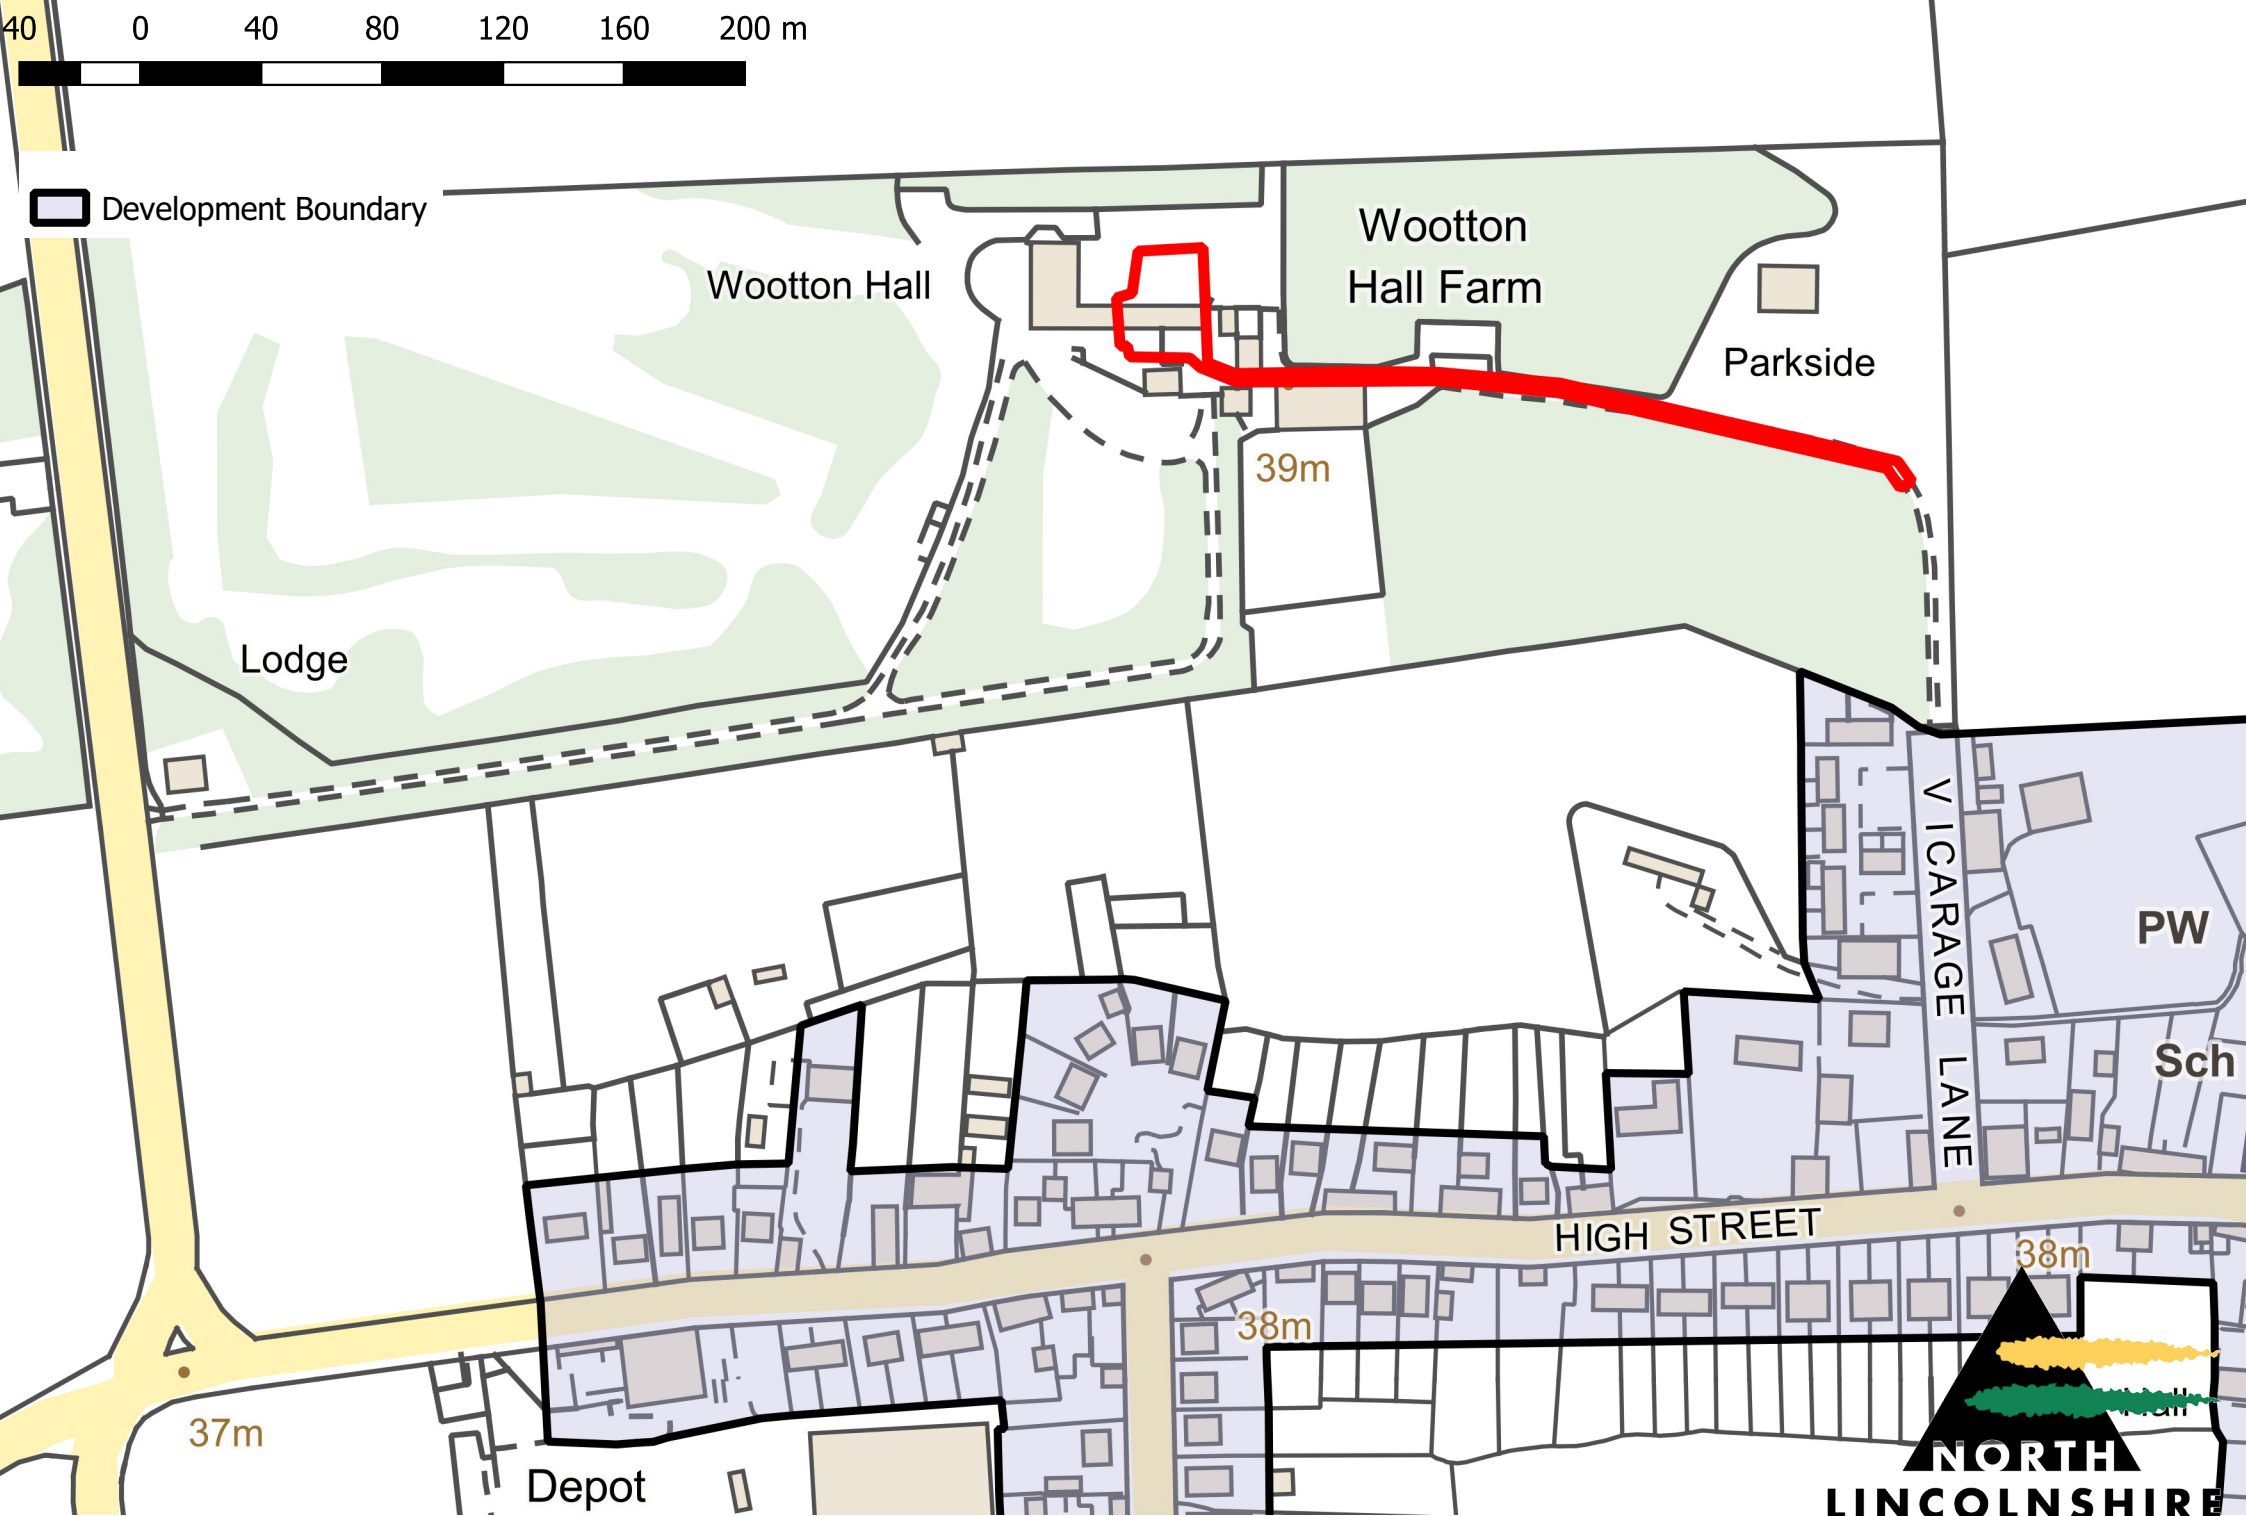 40 0 40 80 120 160 200 m
Development Boundary
Wootton Hall
Wootton
Hall Farm
Parkside
39m
Lodge
VICARAGE LANE
PW
Sch
HIGH STREET
38m
38m
37m
Depot
NORTH
LINCOLNSHIRE